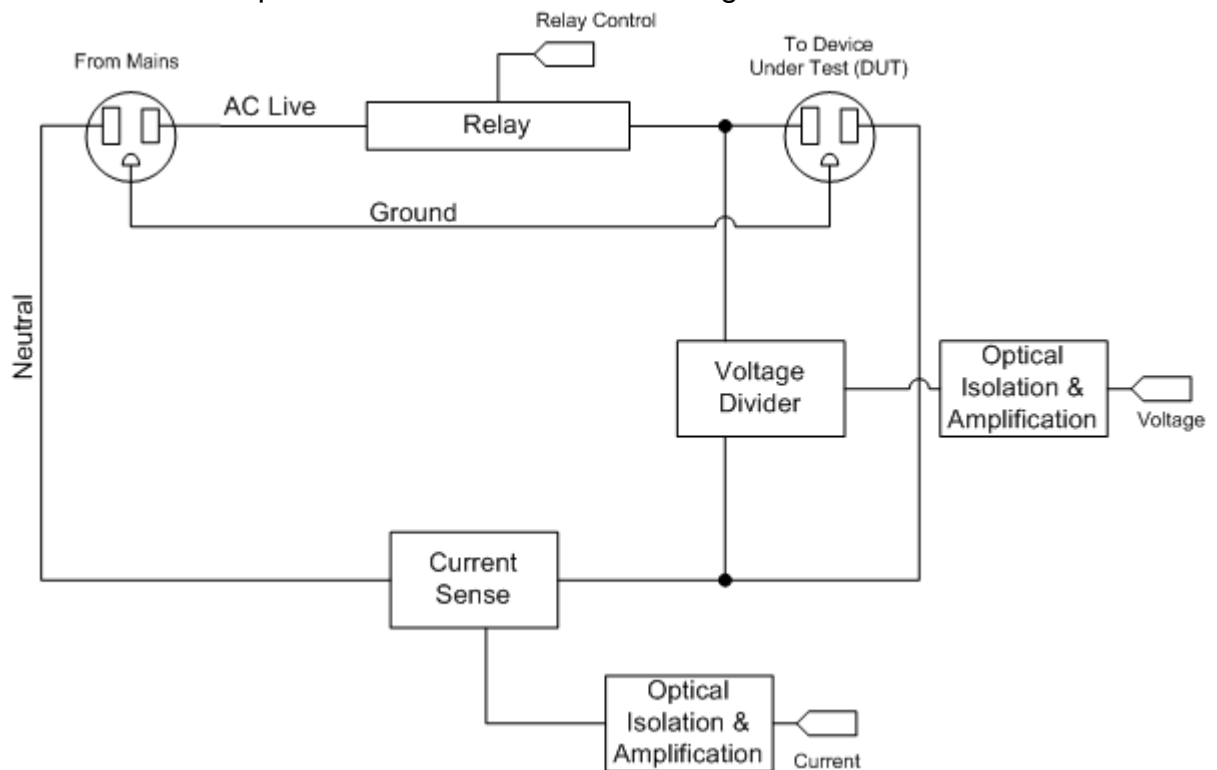 Relay Control
From Mains
To Device
Under Test (DUT)
AC Live
Relay
Ground
Neutral
Voltage
Divider
Optical
Isolation &
Amplification
Voltage
Current
Sense
Optical
Isolation &
Amplification
Current